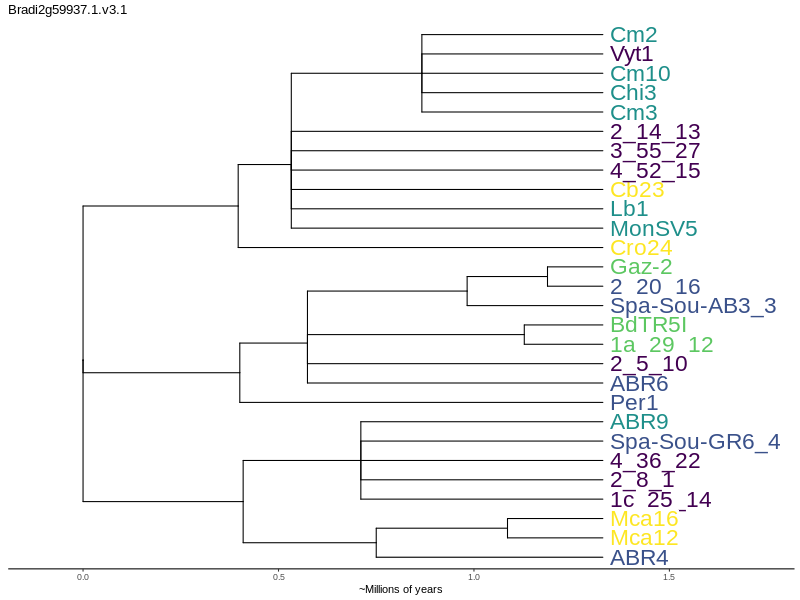 Bradi2g59937.1.v3.1
Cm2
Vyt1
Cm10
Chi3
Cm3
2_14_13
3_55_27
4_52_15
Cb23
Lb1
MonSV5
Cro24
Gaz-2
2_20_16
Spa-Sou-AB3_3
BdTR5I
1a_29_12
2_5_10
ABR6
Per1
ABR9
Spa-Sou-GR6_4
4_36_22
2_8_1
1c_25_14
Mca16
Mca12
ABR4
0.0 0.5 1.0 1.5
~Millions of years